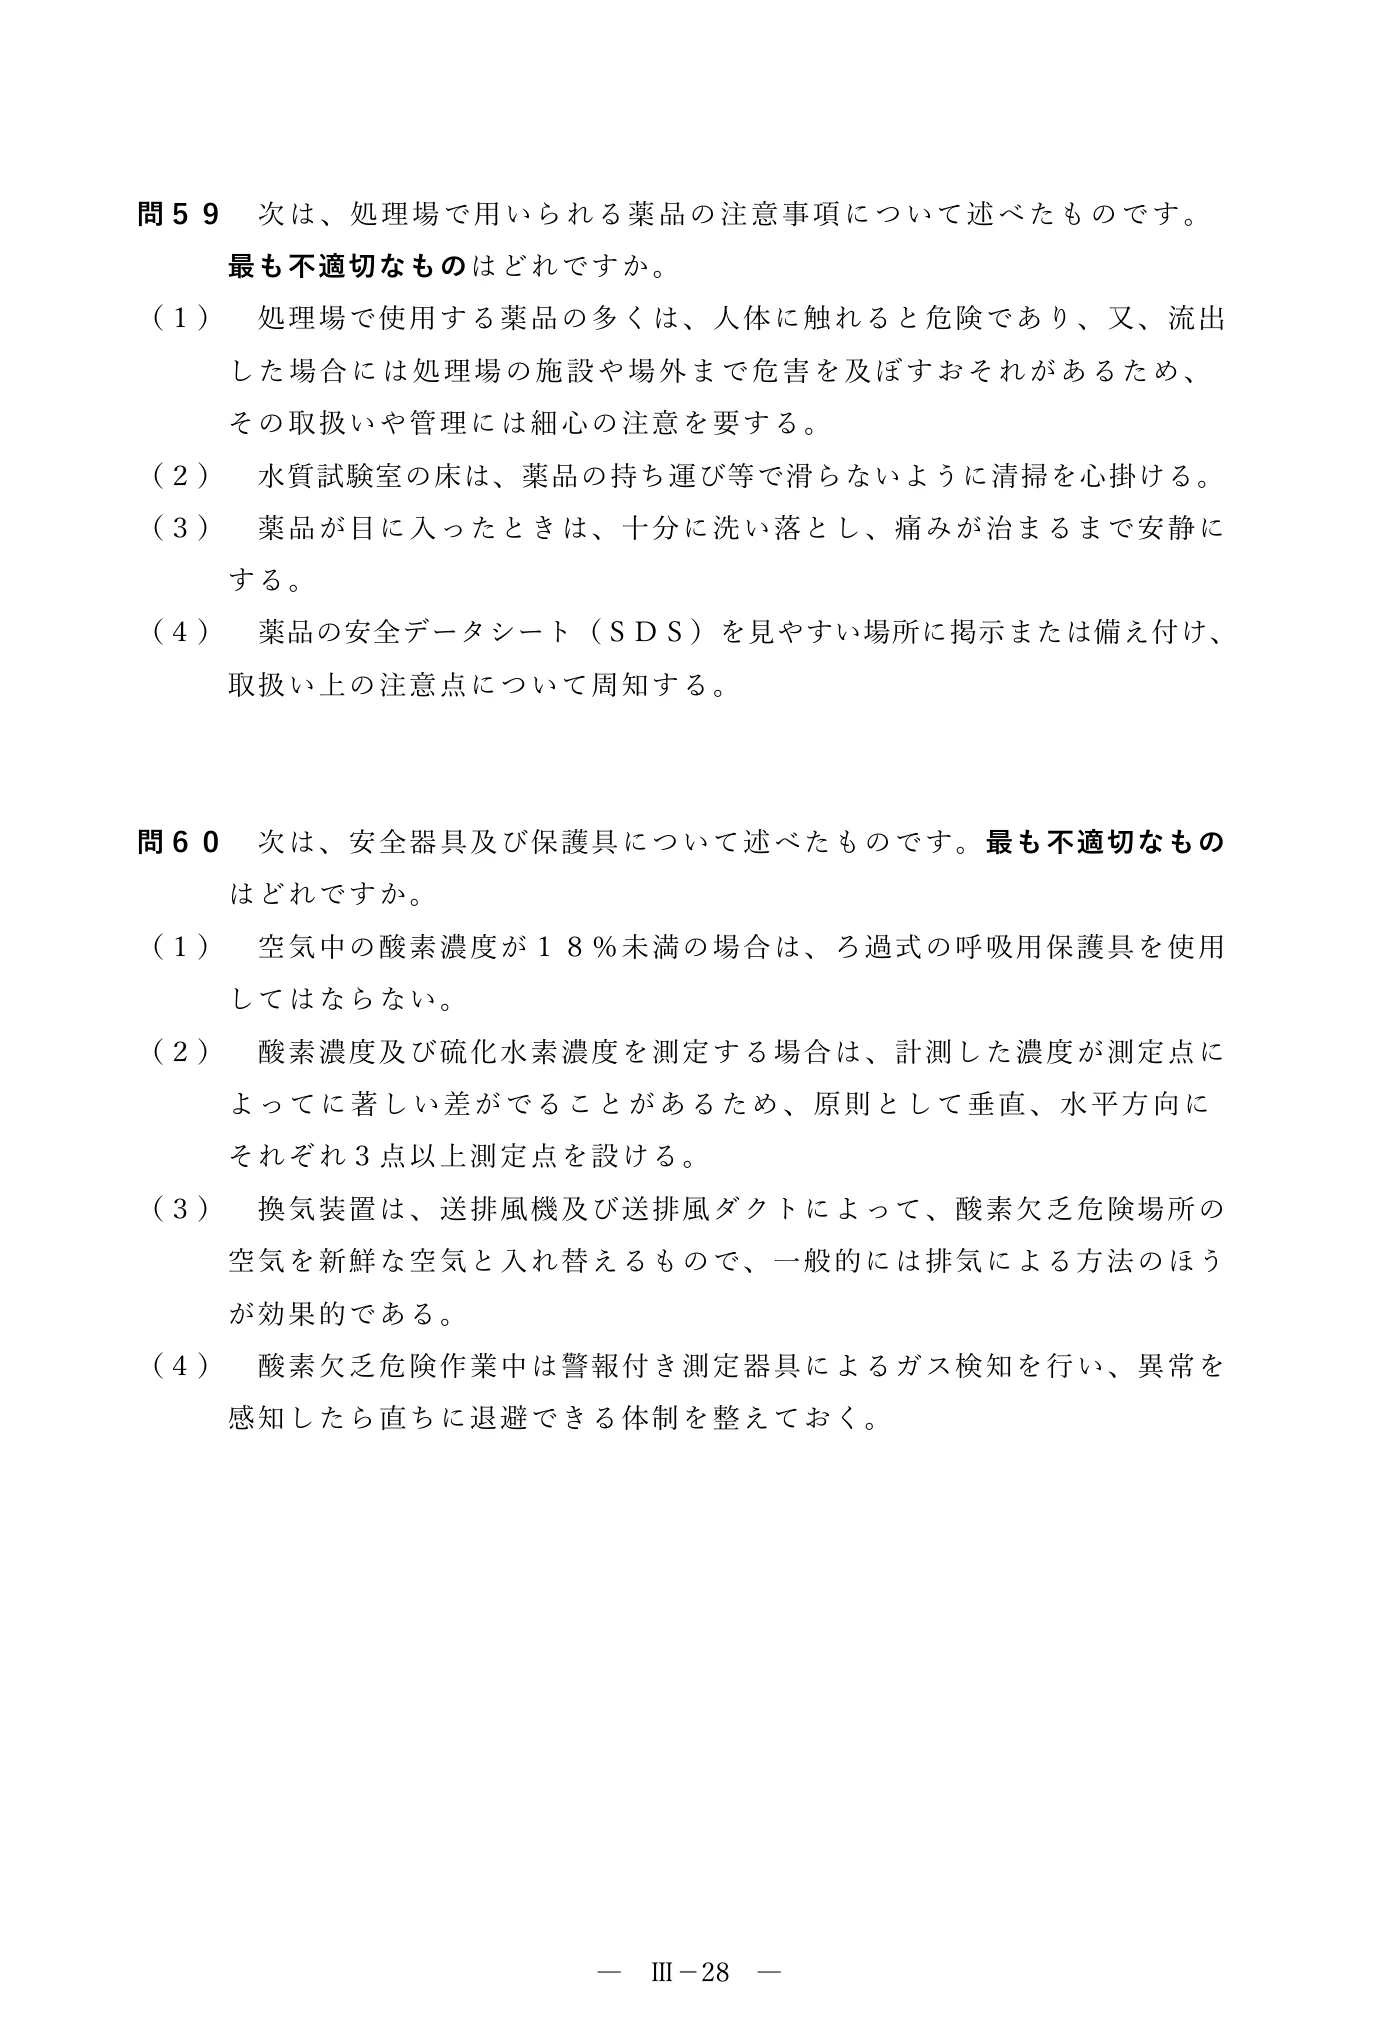 問５９　次は、処理場で用いられる薬品の注意事項について述べたものです。
最も不適切なものはどれですか。
（１）　処理場で使用する薬品の多くは、人体に触れると危険であり、又、流出
した場合には処理場の施設や場外まで危害を及ぼすおそれがあるため、
その取扱いや管理には細心の注意を要する。
（２）　水質試験室の床は、薬品の持ち運び等で滑らないように清掃を心掛ける。
（３）　薬品が目に入ったときは、十分に洗い落とし、痛みが治まるまで安静に
する。
（４）　薬品の安全データシート（ＳＤＳ）を見やすい場所に掲示または備え付け、
取扱い上の注意点について周知する。
問６０　次は、安全器具及び保護具について述べたものです。最も不適切なもの
はどれですか。
（１）　空気中の酸素濃度が１８％未満の場合は、ろ過式の呼吸用保護具を使用
してはならない。
（２）　酸素濃度及び硫化水素濃度を測定する場合は、計測した濃度が測定点に
よってに著しい差がでることがあるため、原則として垂直、水平方向に
それぞれ３点以上測定点を設ける。
（３）　換気装置は、送排風機及び送排風ダクトによって、酸素欠乏危険場所の
空気を新鮮な空気と入れ替えるもので、一般的には排気による方法のほう
が効果的である。
（４）　酸素欠乏危険作業中は警報付き測定器具によるガス検知を行い、異常を
感知したら直ちに退避できる体制を整えておく。
―　Ⅲ－28　―